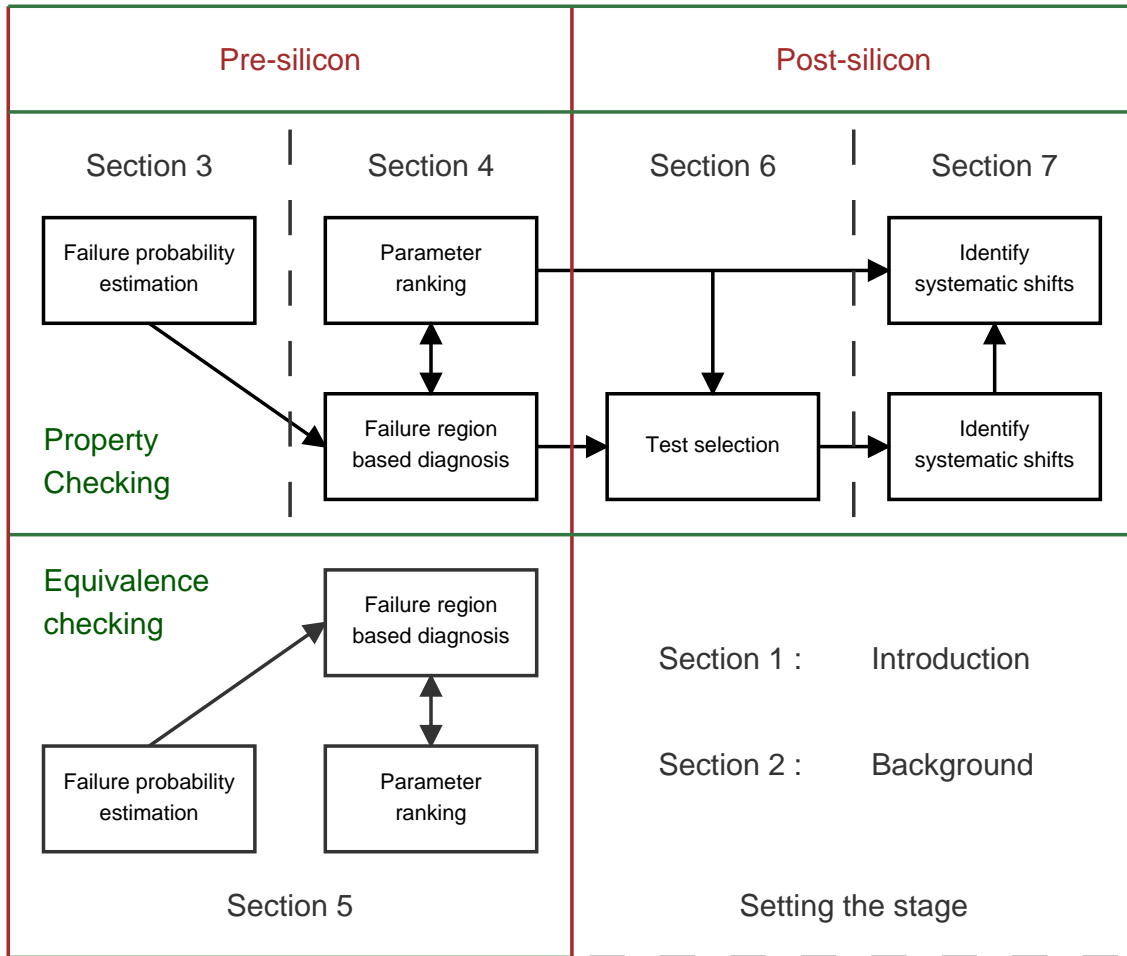 Pre-silicon
Post-silicon
Section 3
Section 4
Section 6
Section 7
Failure probability
estimation
Parameter
ranking
Identify
systematic shifts
Property
Checking
Failure region
based diagnosis
Test selection
Identify
systematic shifts
Equivalence
checking
Failure region
based diagnosis
Failure probability
estimation
Parameter
ranking
Section 5
Section 1 : Introduction
Section 2 : Background
Setting the stage